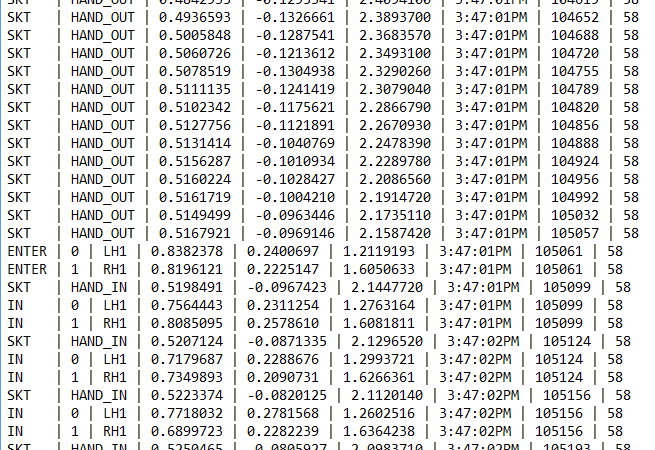 SKT | HAND_OUT | 0.4936593 | -0.1326661 | 2.3893700 | 3:47:01PM | 104652 | 58
SKT | HAND_OUT | 0.5005848 | -0.1287541 | 2.3683570 | 3:47:01PM | 104688 | 58
SKT | HAND_OUT | 0.5060726 | -0.1213612 | 2.3493100 | 3:47:01PM | 104720 | 58
SKT | HAND_OUT | 0.5078519 | -0.1304938 | 2.3290260 | 3:47:01PM | 104755 | 58
SKT | HAND_OUT | 0.5111135 | -0.1241419 | 2.3079040 | 3:47:01PM | 104789 | 58
SKT | HAND_OUT | 0.5102342 | -0.1175621 | 2.2866790 | 3:47:01PM | 104820 | 58
SKT | HAND_OUT | 0.5127756 | -0.1121891 | 2.2670930 | 3:47:01PM | 104856 | 58
SKT | HAND_OUT | 0.5131414 | -0.1040769 | 2.2478390 | 3:47:01PM | 104888 | 58
SKT | HAND_OUT | 0.5156287 | -0.1010934 | 2.2289780 | 3:47:01PM | 104924 | 58
SKT | HAND_OUT | 0.5160224 | -0.1028427 | 2.2086560 | 3:47:01PM | 104956 | 58
SKT | HAND_OUT | 0.5161719 | -0.1004210 | 2.1914720 | 3:47:01PM | 104992 | 58
SKT | HAND_OUT | 0.5149499 | -0.0963446 | 2.1735110 | 3:47:01PM | 105032 | 58
SKT | HAND_OUT | 0.5167921 | -0.0969146 | 2.1587420 | 3:47:01PM | 105057 | 58
ENTER | 0 | LH1 | 0.8382378 | 0.2400697 | 1.2119193 | 3:47:01PM | 105061 | 58
ENTER | 1 | RH1 | 0.8196121 | 0.2225147 | 1.6050633 | 3:47:01PM | 105061 | 58
SKT | HAND_IN | 0.5198491 | -0.0967423 | 2.1447720 | 3:47:01PM | 105099 | 58
IN | 0 | LH1 | 0.7564443 | 0.2311254 | 1.2763164 | 3:47:01PM | 105099 | 58
IN | 1 | RH1 | 0.8085095 | 0.2578610 | 1.6081811 | 3:47:01PM | 105099 | 58
SKT | HAND_IN | 0.5207124 | -0.0871335 | 2.1296520 | 3:47:02PM | 105124 | 58
IN | 0 | LH1 | 0.7179687 | 0.2288676 | 1.2993721 | 3:47:02PM | 105124 | 58
IN | 1 | RH1 | 0.7349893 | 0.2090731 | 1.6266361 | 3:47:02PM | 105124 | 58
SKT | HAND_IN | 0.5223374 | -0.0820125 | 2.1120140 | 3:47:02PM | 105156 | 58
IN | 0 | LH1 | 0.7718032 | 0.2781568 | 1.2602516 | 3:47:02PM | 105156 | 58
IN | 1 | RH1 | 0.6899723 | 0.2282239 | 1.6364238 | 3:47:02PM | 105156 | 58
SKT | HAND_IN | 0.5250465 | -0.0805927 | 2.0983710 | 3:47:02PM | 105193 | 58